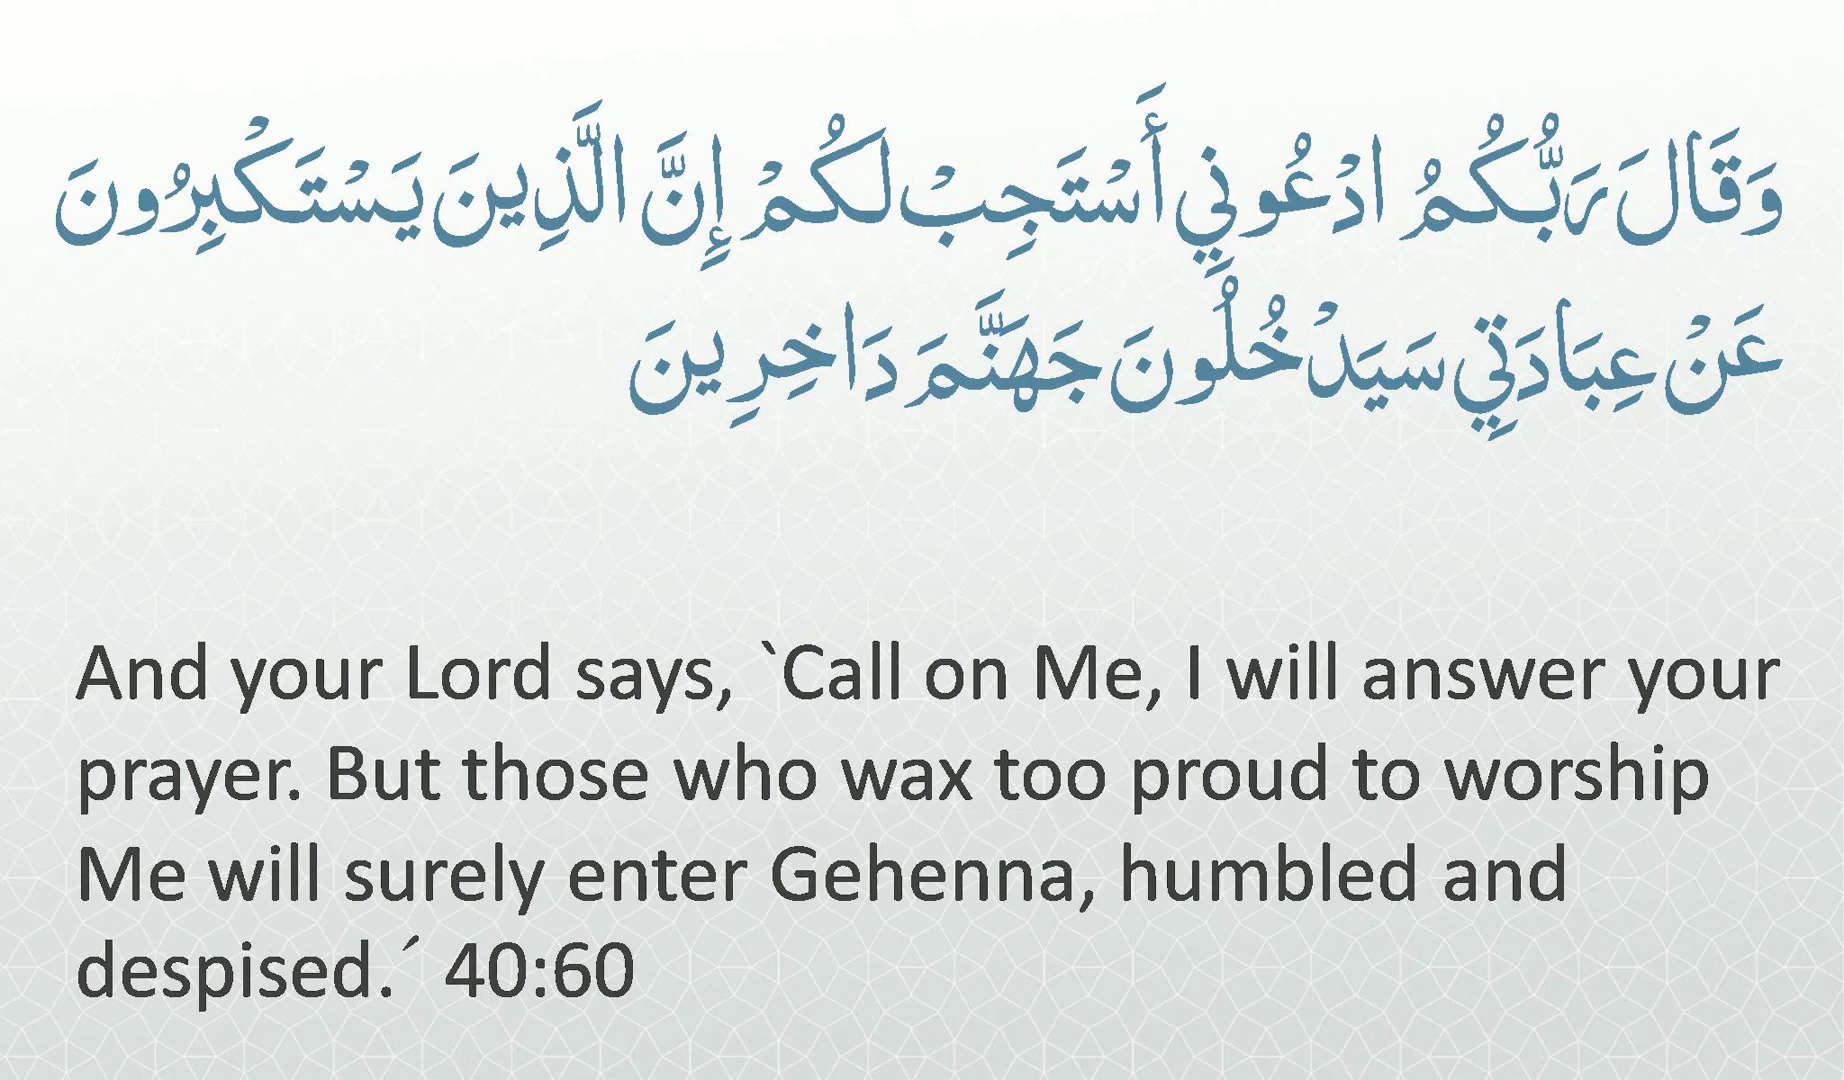 وَقَالَ رَبُّكُمُ ادْعُونِي أَسْتَجِبْ لَكُمْ إِنَّ الَّذِينَ يَسْتَكْبِرُونَ
عَنْ عِبَادَتِي سَيَدْخُلُونَ جَهَنَّمَ دَاخِرِينَ
And your Lord says, `Call on Me, I will answer your
prayer. But those who wax too proud to worship
Me will surely enter Gehenna, humbled and
despised.´ 40:60